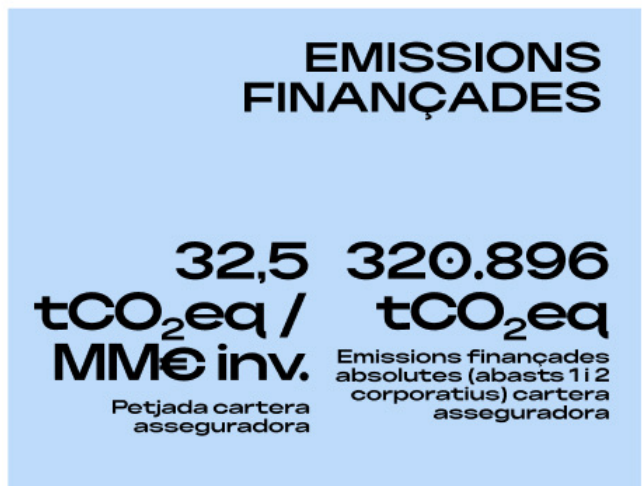 EMISSIONS
FINANÇADES
32,5
tCO₂eq /
MM€ inv.
Petjada cartera
asseguradora
320.896
tCO₂eq
Emissions finançades
absolutes (abasts 1 i 2
corporatius) cartera
asseguradora